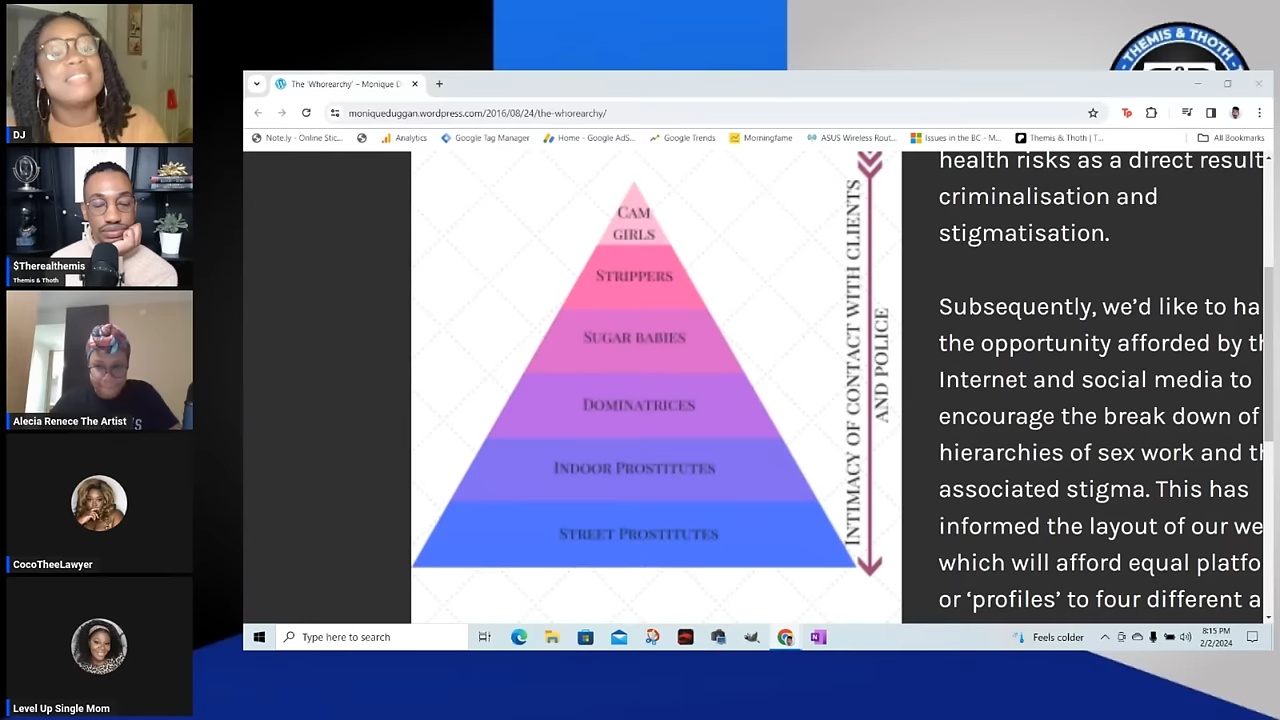 DJ
$Therealthemis
Themis & Thoth
Alecia Renece The Artist
CocoTheeLawyer
Level Up Single Mom
THEMIS & THOTH
The 'Whorearchy' – Monique D
moniqueduggan.wordpress.com/2016/08/24/the-whorearchy/
Note.ly - Online Stic...
Analytics
Google Tag Manager
Home - Google AdS...
Google Trends
Morningfame
ASUS Wireless Rout...
Issues in the BC - M...
Themis & Thoth | T...
All Bookmarks
CAM
GIRLS
STRIPPERS
SUGAR BABIES
DOMINATRICES
INDOOR PROSTITUTES
STREET PROSTITUTES
INTIMACY OF CONTACT WITH CLIENTS
AND POLICE
health risks as a direct result
criminalisation and
stigmatisation.
Subsequently, we'd like to ha
the opportunity afforded by th
Internet and social media to
encourage the break down of
hierarchies of sex work and th
associated stigma. This has
informed the layout of our we
which will afford equal platfo
or 'profiles' to four different a
Type here to search
Feels colder
8:15 PM
2/2/2024